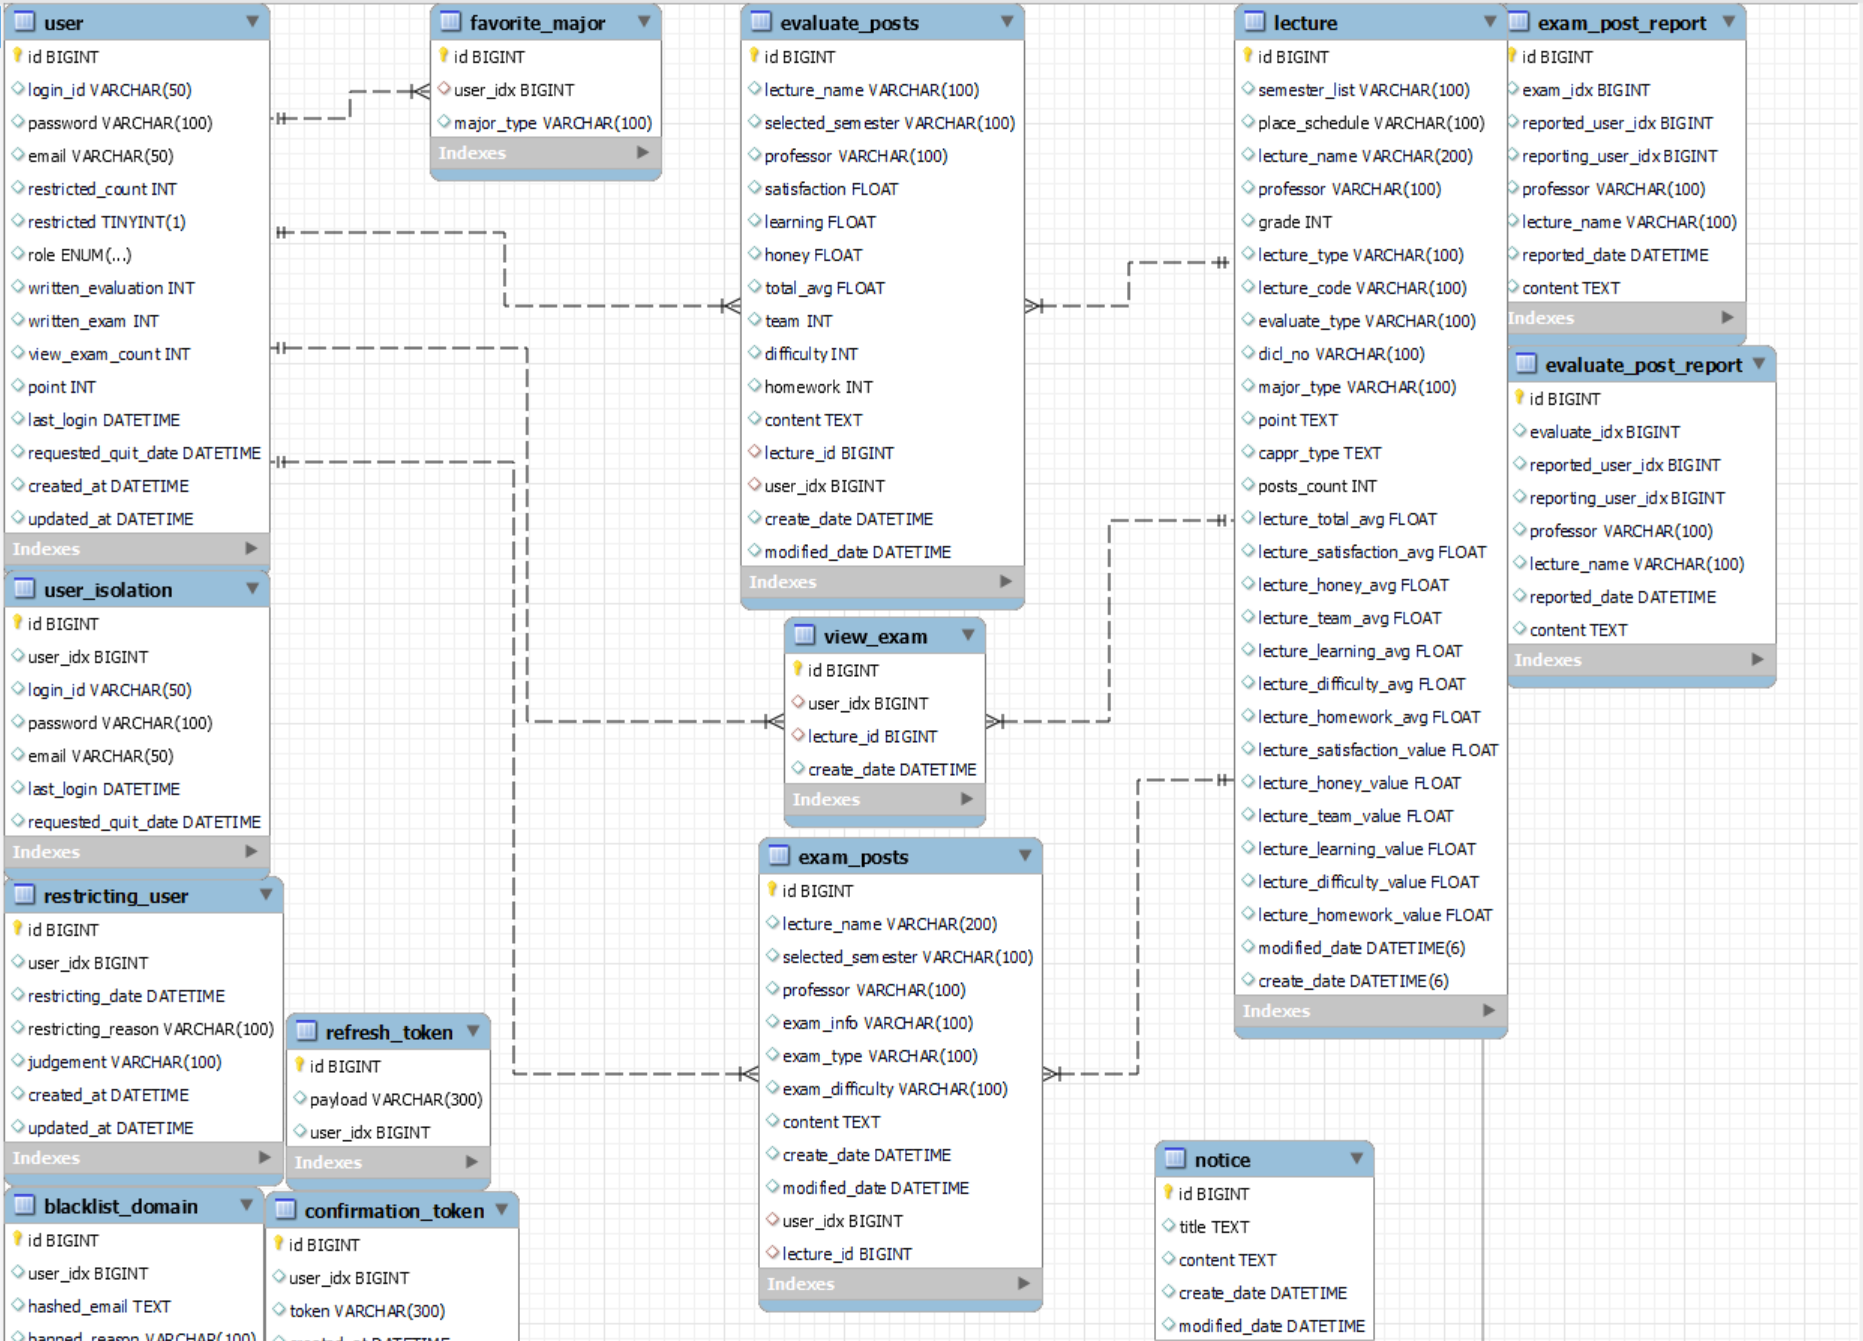 user
id BIGINT
login_id VARCHAR(50)
password VARCHAR(100)
email VARCHAR(50)
restricted_count INT
restricted TINYINT(1)
role ENUM(...)
written_evaluation INT
written_exam INT
view_exam_count INT
point INT
last_login DATETIME
requested_quit_date DATETIME
created_at DATETIME
updated_at DATETIME
Indexes
user_isolation
id BIGINT
user_idx BIGINT
login_id VARCHAR(50)
password VARCHAR(100)
email VARCHAR(50)
last_login DATETIME
requested_quit_date DATETIME
Indexes
restricting_user
id BIGINT
user_idx BIGINT
restricting_date DATETIME
restricting_reason VARCHAR(100)
judgement VARCHAR(100)
created_at DATETIME
updated_at DATETIME
Indexes
blacklist_domain
id BIGINT
user_idx BIGINT
hashed_email TEXT
banned_reason VARCHAR(100)
refresh_token
id BIGINT
payload VARCHAR(300)
user_idx BIGINT
Indexes
confirmation_token
id BIGINT
user_idx BIGINT
token VARCHAR(300)
created_at DATETIME
favorite_major
id BIGINT
user_idx BIGINT
major_type VARCHAR(100)
Indexes
evaluate_posts
id BIGINT
lecture_name VARCHAR(100)
selected_semester VARCHAR(100)
professor VARCHAR(100)
satisfaction FLOAT
learning FLOAT
honey FLOAT
total_avg FLOAT
team INT
difficulty INT
homework INT
content TEXT
lecture_id BIGINT
user_idx BIGINT
create_date DATETIME
modified_date DATETIME
Indexes
view_exam
id BIGINT
user_idx BIGINT
lecture_id BIGINT
create_date DATETIME
Indexes
exam_posts
id BIGINT
lecture_name VARCHAR(200)
selected_semester VARCHAR(100)
professor VARCHAR(100)
exam_info VARCHAR(100)
exam_type VARCHAR(100)
exam_difficulty VARCHAR(100)
content TEXT
create_date DATETIME
modified_date DATETIME
user_idx BIGINT
lecture_id BIGINT
Indexes
lecture
id BIGINT
semester_list VARCHAR(100)
place_schedule VARCHAR(100)
lecture_name VARCHAR(200)
professor VARCHAR(100)
grade INT
lecture_type VARCHAR(100)
lecture_code VARCHAR(100)
evaluate_type VARCHAR(100)
dicl_no VARCHAR(100)
major_type VARCHAR(100)
point TEXT
cappr_type TEXT
posts_count INT
lecture_total_avg FLOAT
lecture_satisfaction_avg FLOAT
lecture_honey_avg FLOAT
lecture_team_avg FLOAT
lecture_learning_avg FLOAT
lecture_difficulty_avg FLOAT
lecture_homework_avg FLOAT
lecture_satisfaction_value FLOAT
lecture_honey_value FLOAT
lecture_team_value FLOAT
lecture_learning_value FLOAT
lecture_difficulty_value FLOAT
lecture_homework_value FLOAT
modified_date DATETIME(6)
create_date DATETIME(6)
Indexes
notice
id BIGINT
title TEXT
content TEXT
create_date DATETIME
modified_date DATETIME
exam_post_report
id BIGINT
exam_idx BIGINT
reported_user_idx BIGINT
reporting_user_idx BIGINT
professor VARCHAR(100)
lecture_name VARCHAR(100)
reported_date DATETIME
content TEXT
Indexes
evaluate_post_report
id BIGINT
evaluate_idx BIGINT
reported_user_idx BIGINT
reporting_user_idx BIGINT
professor VARCHAR(100)
lecture_name VARCHAR(100)
reported_date DATETIME
content TEXT
Indexes